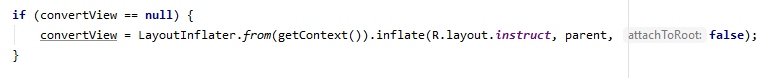 if (convertView == null) {
convertView = LayoutInflater.from(getContext()).inflate(R.layout.instruct, parent, attachToRoot: false);
}